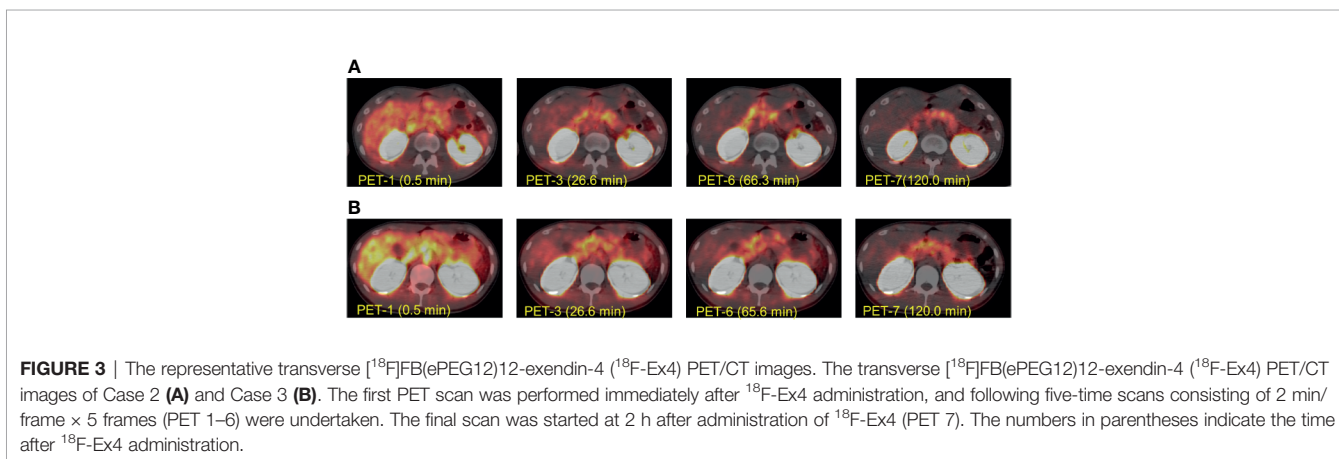 A
PET-1 (0.5 min)
PET-3 (26.6 min)
PET-6 (66.3 min)
PET-7(120.0 min)
B
PET-1 (0.5 min)
PET-3 (26.6 min)
PET-6 (65.6 min)
PET-7 (120.0 min)
FIGURE 3 | The representative transverse [¹⁸F]FB(ePEG12)12-exendin-4 (¹⁸F-Ex4) PET/CT images. The transverse [¹⁸F]FB(ePEG12)12-exendin-4 (¹⁸F-Ex4) PET/CT
images of Case 2 (A) and Case 3 (B). The first PET scan was performed immediately after ¹⁸F-Ex4 administration, and following five-time scans consisting of 2 min/
frame × 5 frames (PET 1–6) were undertaken. The final scan was started at 2 h after administration of ¹⁸F-Ex4 (PET 7). The numbers in parentheses indicate the time
after ¹⁸F-Ex4 administration.